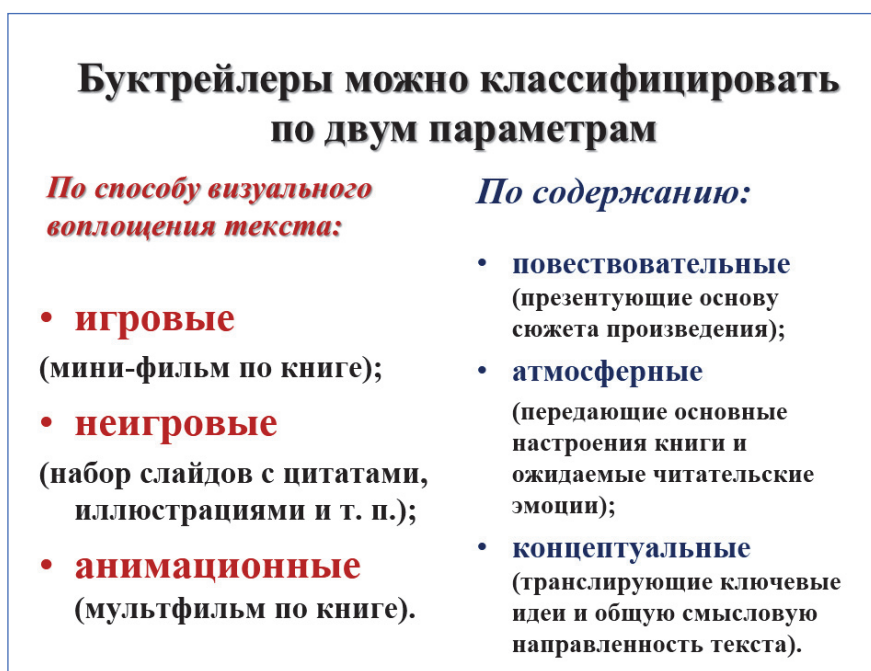 Буктрейлеры можно классифицировать
по двум параметрам
По способу визуального
воплощения текста:
• игровые
(мини-фильм по книге);
• неигровые
(набор слайдов с цитатами,
иллюстрациями и т. п.);
• анимационные
(мультфильм по книге).
По содержанию:
• повествовательные
(презентующие основу
сюжета произведения);
• атмосферные
(передающие основные
настроения книги и
ожидаемые читательские
эмоции);
• концептуальные
(транслирующие ключевые
идеи и общую смысловую
направленность текста).